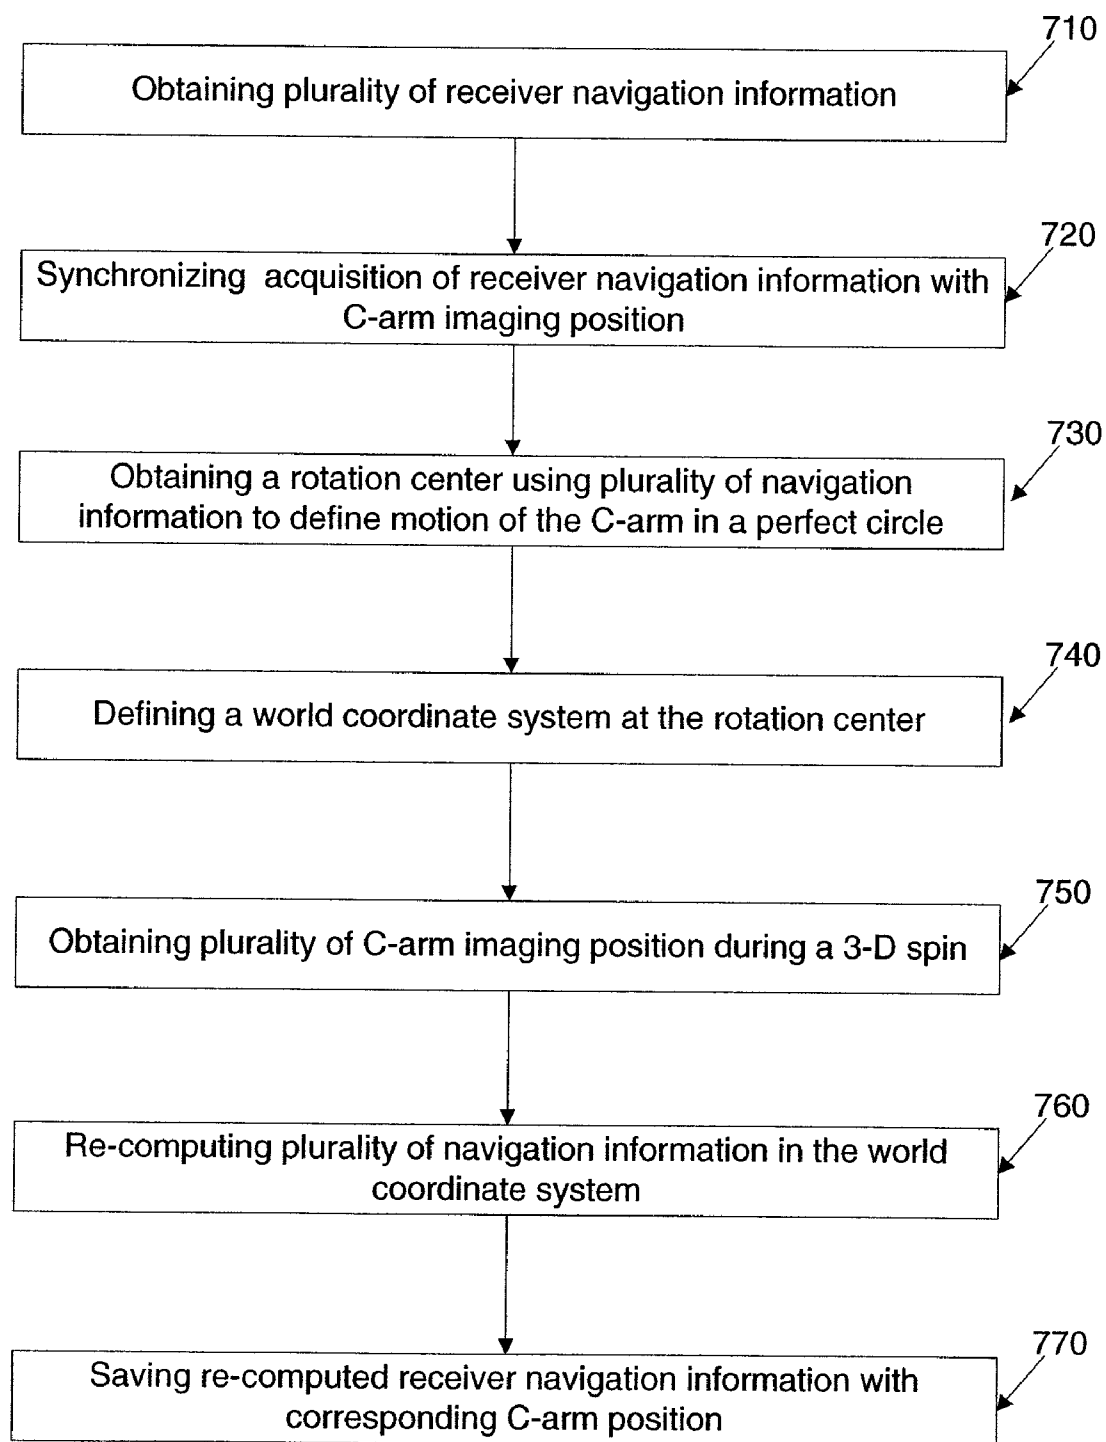 710
Obtaining plurality of receiver navigation information
720
Synchronizing acquisition of receiver navigation information with
C-arm imaging position
730
Obtaining a rotation center using plurality of navigation
information to define motion of the C-arm in a perfect circle
740
Defining a world coordinate system at the rotation center
750
Obtaining plurality of C-arm imaging position during a 3-D spin
760
Re-computing plurality of navigation information in the world
coordinate system
770
Saving re-computed receiver navigation information with
corresponding C-arm position